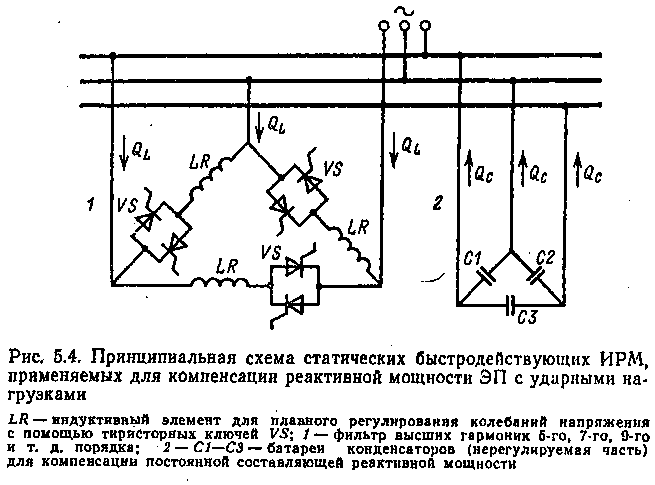 ~
Q_L
Q_L
Q_L
LR
VS
1
VS
LR
VS
LR
2
Q_C
Q_C
Q_C
C1
C2
C3
Рис. 5.4. Принципиальная схема статических быстродействующих ИРМ,
применяемых для компенсации реактивной мощности ЭП с ударными на-
грузками
LR — индуктивный элемент для плавного регулирования колебаний напряжения
с помощью тиристорных ключей VS; 1 — фильтр высших гармоник 5-го, 7-го, 9-го
и т. д. порядка; 2 — С1—С3 — батареи конденсаторов (нерегулируемая часть)
для компенсации постоянной составляющей реактивной мощности